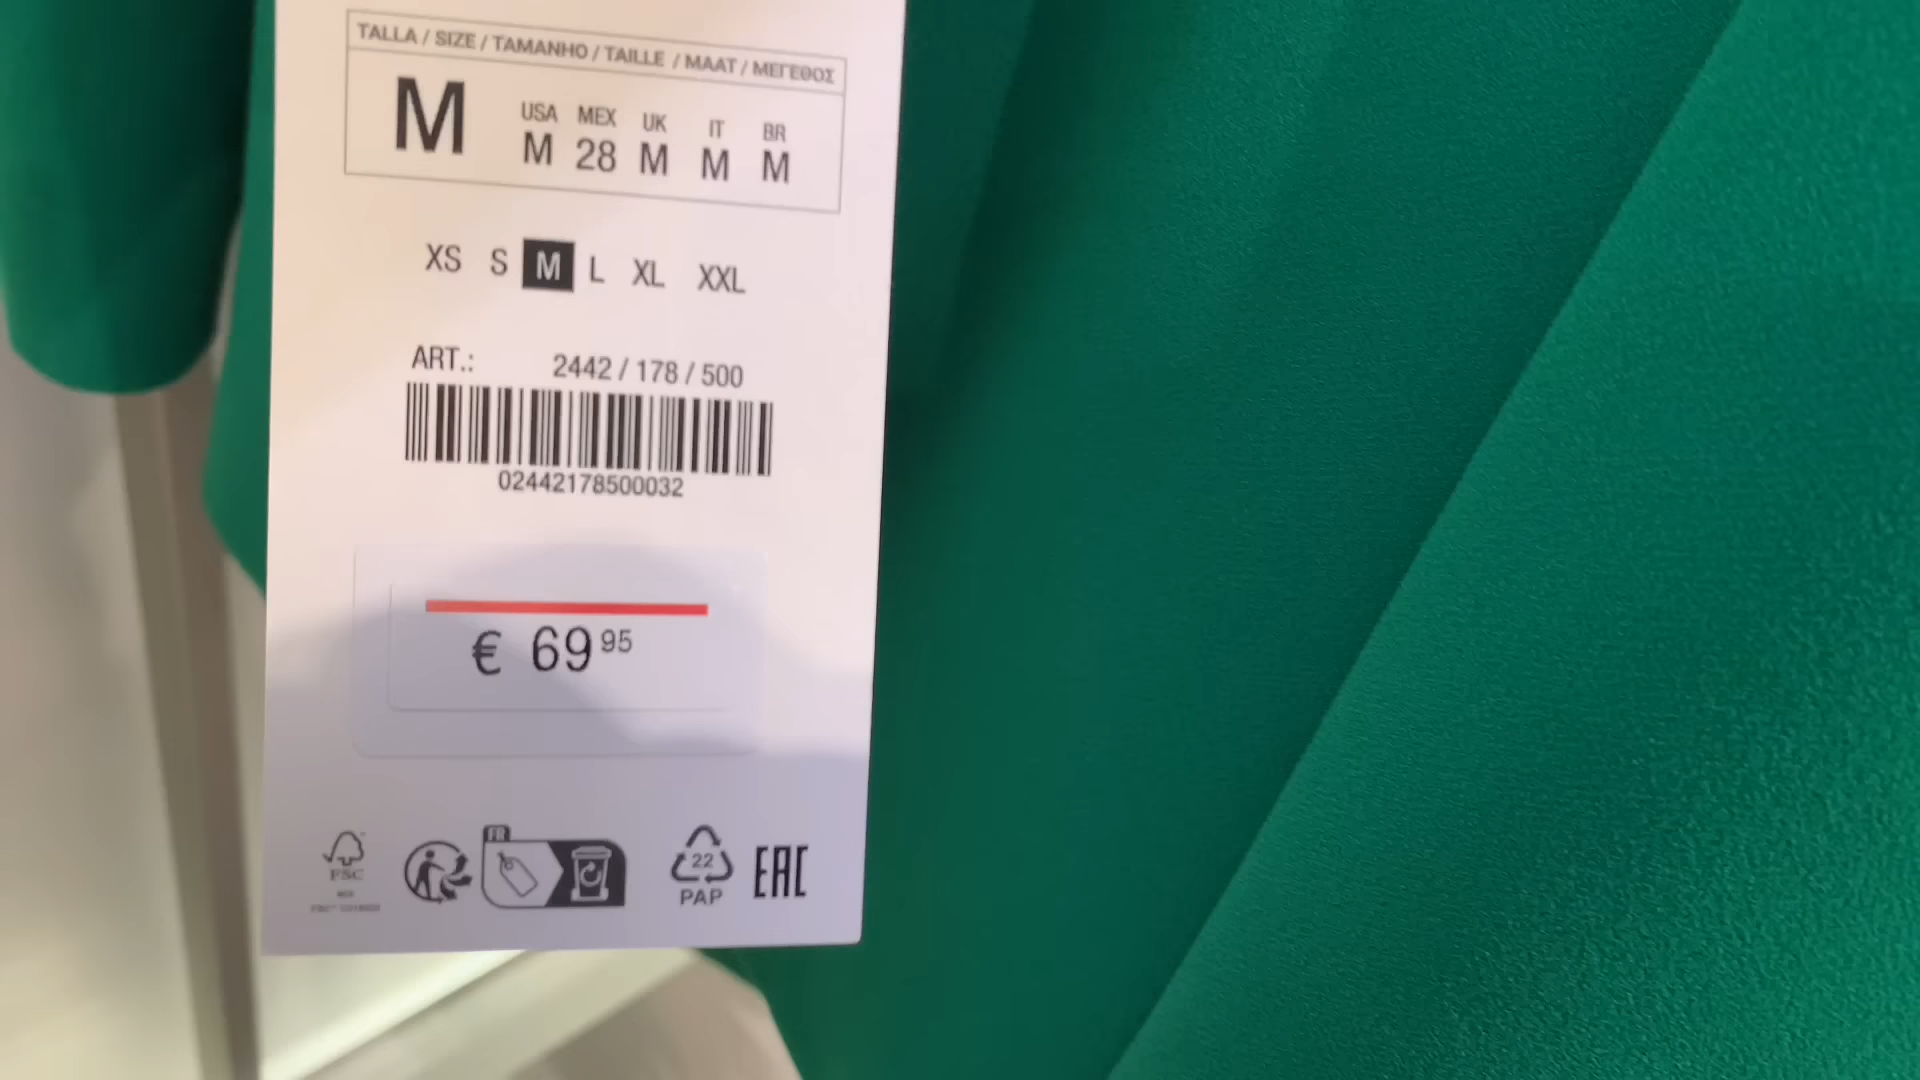 TALLA / SIZE / TAMANHO / TAILLE / MAAT / ΜΕΓΕΘΟΣ
M
USA MEX UK IT BR
M 28 M M M
XS S M L XL XXL
ART.: 2442 / 178 / 500
02442178500032
€ 69 95
FR
FSC
22
PAP
EAC